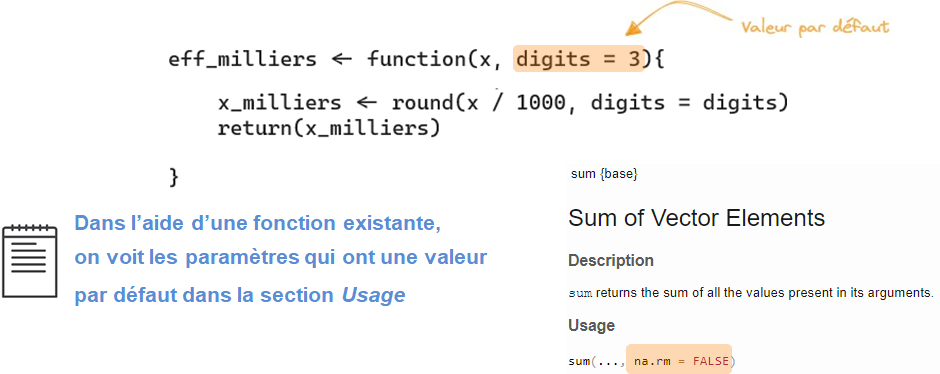 Valeur par défaut
eff_milliers ← function(x, digits = 3){
x_milliers ← round(x / 1000, digits = digits)
return(x_milliers)
}
Dans l’aide d’une fonction existante,
on voit les paramètres qui ont une valeur
par défaut dans la section Usage
sum {base}
Sum of Vector Elements
Description
sum returns the sum of all the values present in its arguments.
Usage
sum(..., na.rm = FALSE)